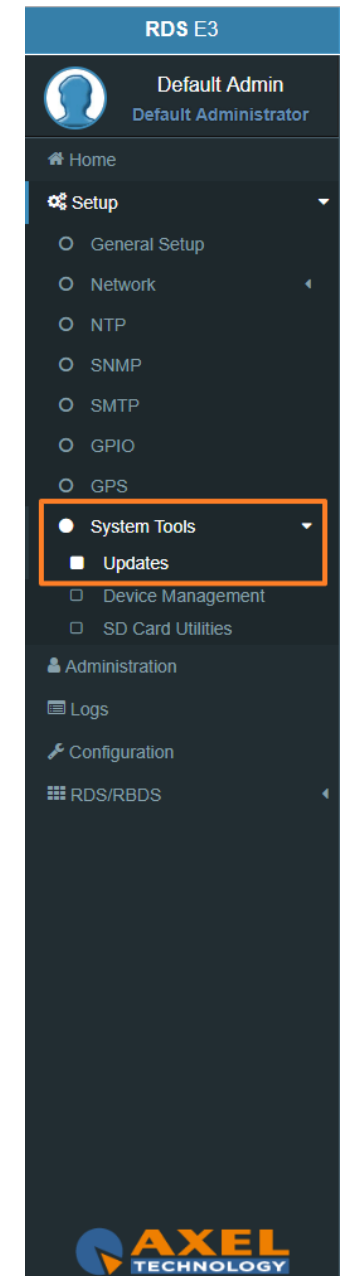 RDS E3
Default Admin
Default Administrator
Home
Setup
General Setup
Network
NTP
SNMP
SMTP
GPIO
GPS
System Tools
Updates
Device Management
SD Card Utilities
Administration
Logs
Configuration
RDS/RBDS
AXEL
TECHNOLOGY